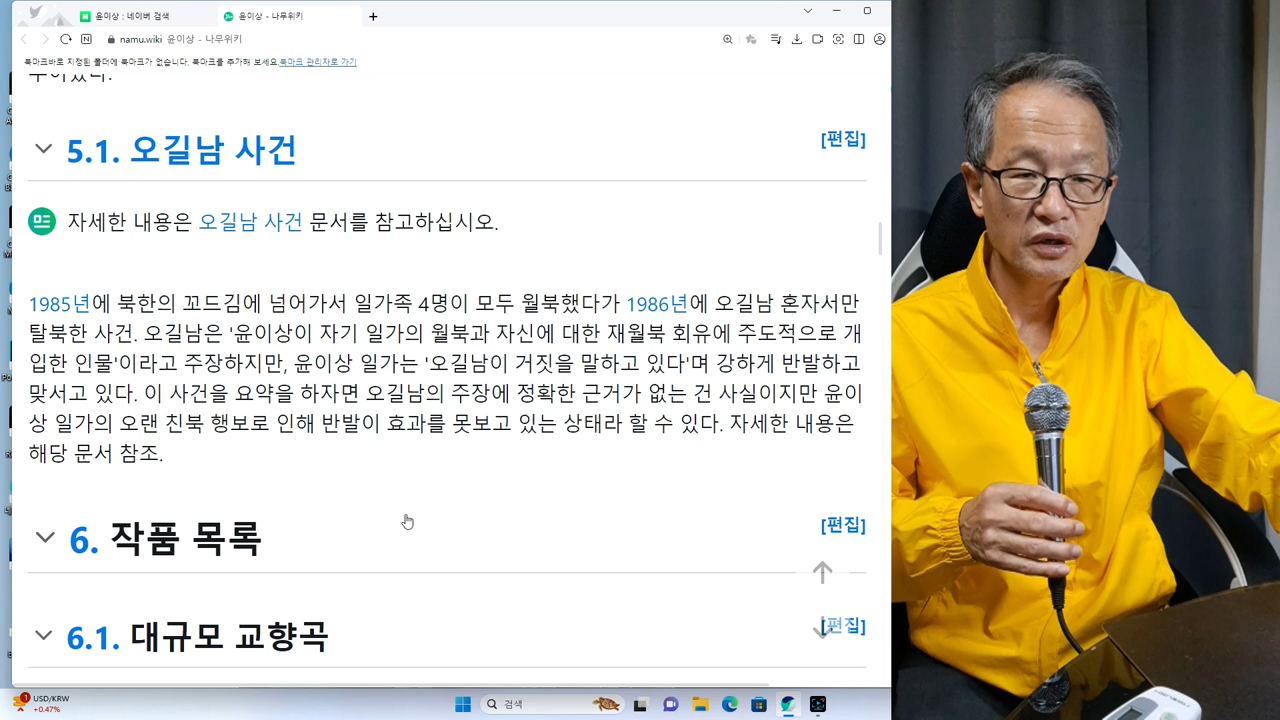 윤이상 : 네이버 검색
윤이상 - 나무위키
namu.wiki 윤이상 - 나무위키
북마크바로 지정된 폴더에 북마크가 없습니다. 북마크를 추가해 보세요.북마크 관리자로 가기
5.1. 오길남 사건
[편집]
자세한 내용은 오길남 사건 문서를 참고하십시오.
1985년에 북한의 꼬드김에 넘어가서 일가족 4명이 모두 월북했다가 1986년에 오길남 혼자서만
탈북한 사건. 오길남은 '윤이상이 자기 일가의 월북과 자신에 대한 재월북 회유에 주도적으로 개
입한 인물'이라고 주장하지만, 윤이상 일가는 '오길남이 거짓을 말하고 있다'며 강하게 반발하고
맞서고 있다. 이 사건을 요약을 하자면 오길남의 주장에 정확한 근거가 없는 건 사실이지만 윤이
상 일가의 오랜 친북 행보로 인해 반발이 효과를 못보고 있는 상태라 할 수 있다. 자세한 내용은
해당 문서 참조.
6. 작품 목록
[편집]
6.1. 대규모 교향곡
[편집]
1
USD/KRW
+0.47%
검색